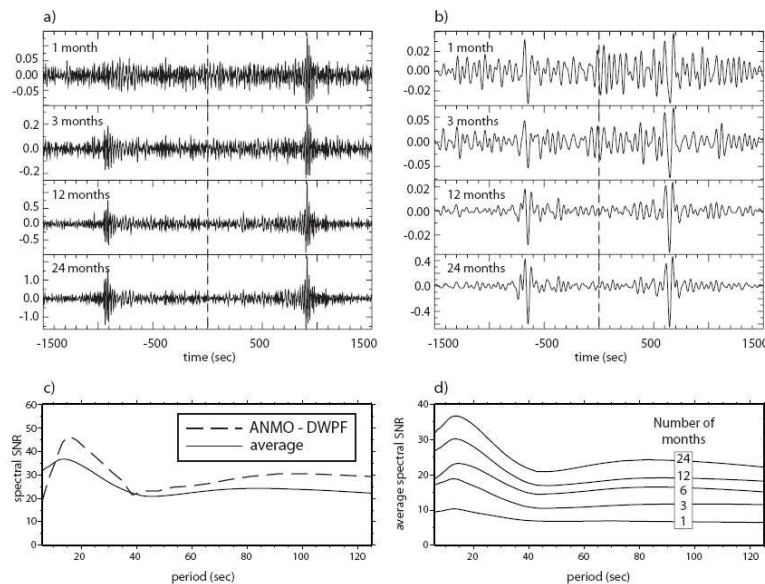 a)
1 month
0.05
0.00
-0.05
3 months
0.2
0.0
-0.2
12 months
0.5
0.0
-0.5
24 months
1.0
0.0
-1.0
-1500 -500 500 1500
time (sec)
b)
1 month
0.02
0.00
-0.02
3 months
0.05
0.00
-0.05
12 months
0.02
0.00
-0.02
24 months
0.4
0.0
-0.4
-1500 -500 500 1500
time (sec)
c)
60
50
40
30
20
10
0
spectral SNR
ANMO - DWPF
average
20 40 60 80 100 120
period (sec)
d)
40
30
20
10
0
average spectral SNR
Number of
months
24
12
6
3
1
20 40 60 80 100 120
period (sec)